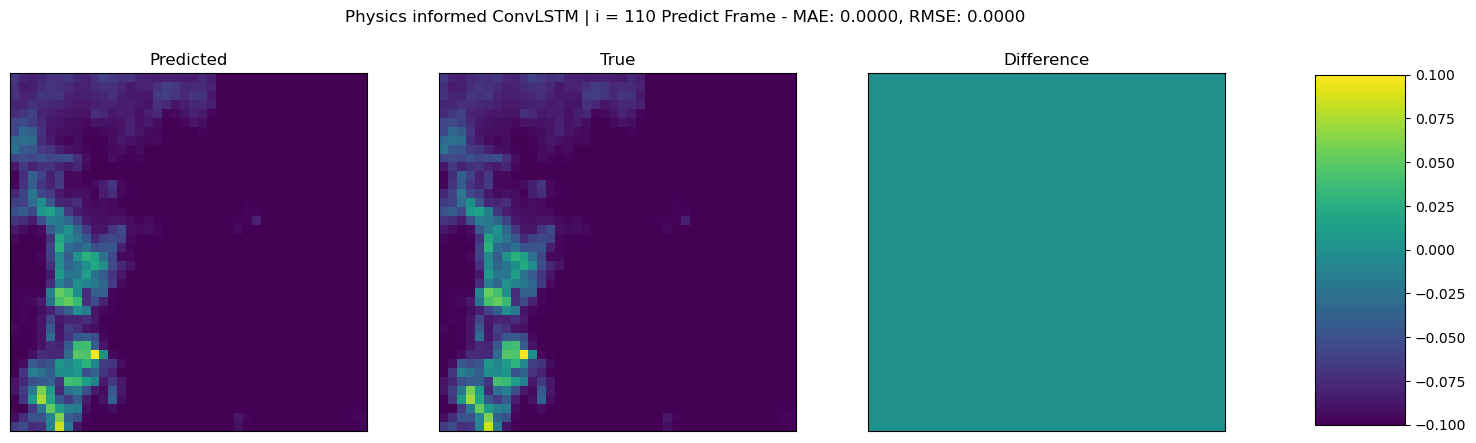 Physics informed ConvLSTM | i = 110 Predict Frame - MAE: 0.0000, RMSE: 0.0000
Predicted
True
Difference
0.100
0.075
0.050
0.025
0.000
−0.025
−0.050
−0.075
−0.100